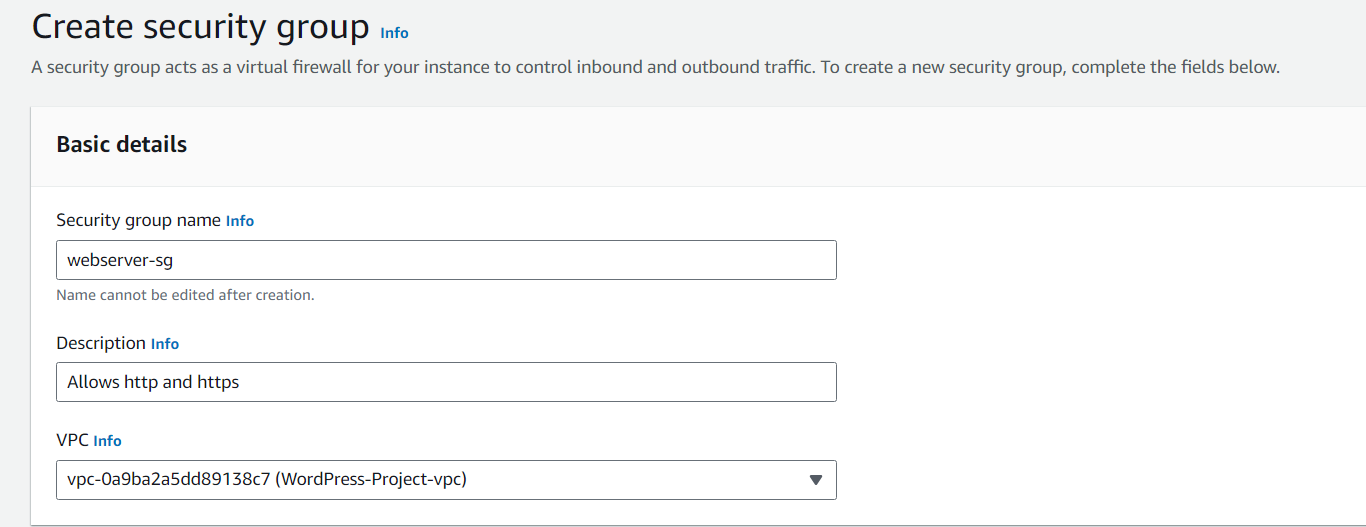 Create security group Info
A security group acts as a virtual firewall for your instance to control inbound and outbound traffic. To create a new security group, complete the fields below.
Basic details
Security group name Info
webserver-sg
Name cannot be edited after creation.
Description Info
Allows http and https
VPC Info
vpc-0a9ba2a5dd89138c7 (WordPress-Project-vpc)